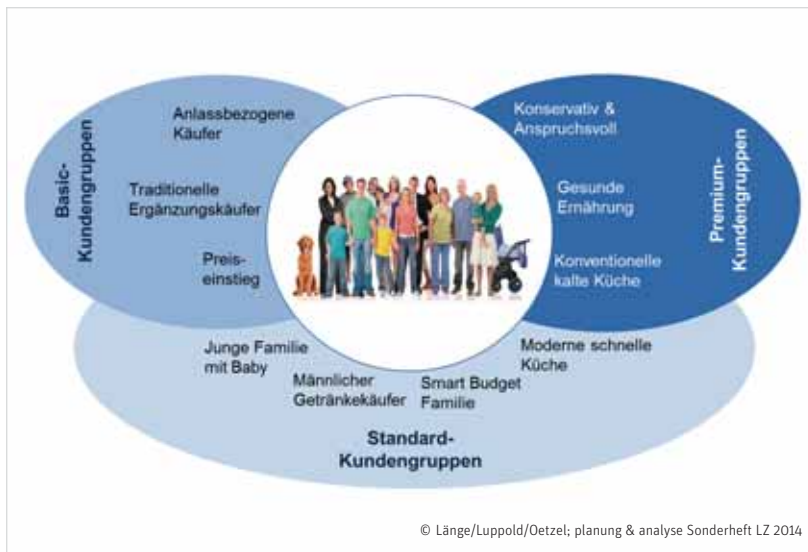 Basic-
Kundengruppen
Anlassbezogene
Käufer
Traditionelle
Ergänzungskäufer
Preis-
einstieg
Konservativ &
Anspruchsvoll
Gesunde
Ernährung
Konventionelle
kalte Küche
Premium-
Kundengruppen
Junge Familie
mit Baby
Männlicher
Getränkekäufer
Smart Budget
Familie
Moderne schnelle
Küche
Standard-
Kundengruppen
© Länge/Luppold/Oetzel; planung & analyse Sonderheft LZ 2014